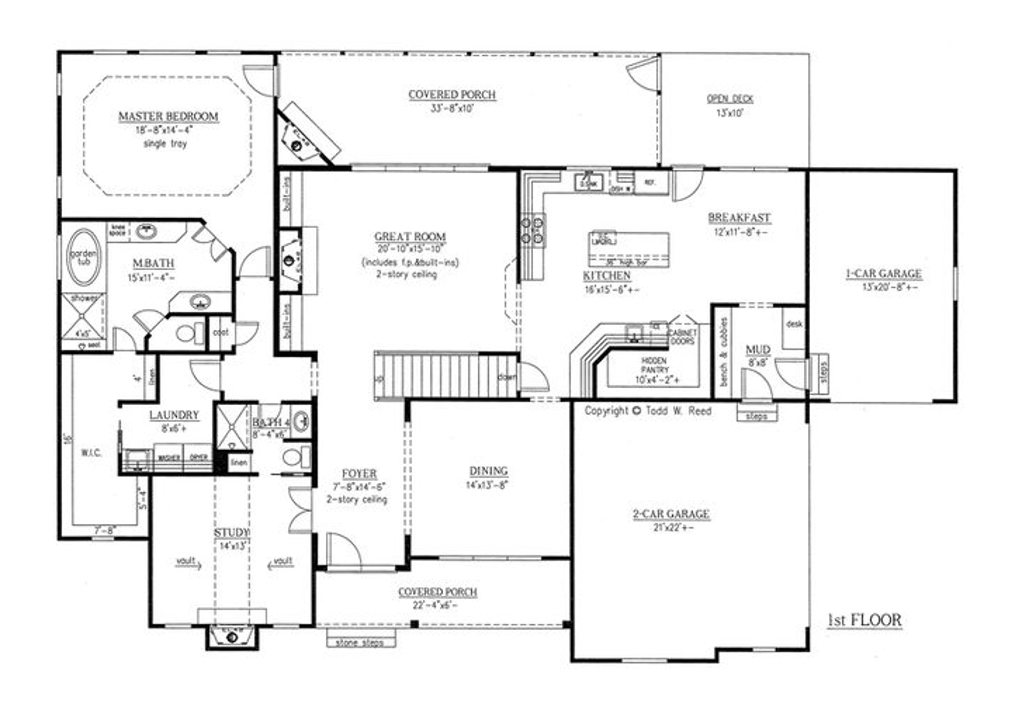 MASTER BEDROOM
18'-8"x14'-4"
single tray
COVERED PORCH
33'-8"x10'
OPEN DECK
13'x10'
built-ins
GREAT ROOM
20'-10"x15'-10"
(includes f.p.&built-ins)
2-story ceiling
built-ins
D.SINK
DISH W.
REF.
BREAKFAST
12'x11'-8"+-
36" high bar
KITCHEN
16'x15'-6"+-
1-CAR GARAGE
13'x20'-8"+-
knee
space
garden
tub
M.BATH
15'x11'-4"-
shower
4'x5'
seat
coat
CABINET
DOORS
HIDDEN
PANTRY
10'x4'-2"+
bench & cubbies
desk
MUD
8'x8'
steps
steps
up
down
4'
linen
LAUNDRY
8'x6'+
WASHER
DRYER
16'
W.I.C.
5'-4"
7'-8"
BATH 4
8'-4"x6'
linen
FOYER
7'-8"x14'-6"
2-story ceiling
DINING
14'x13'-8"
Copyright © Todd W. Reed
2-CAR GARAGE
21'x22'+-
STUDY
14'x13'
vault
vault
COVERED PORCH
22'-4"x6'-
stone steps
1st FLOOR